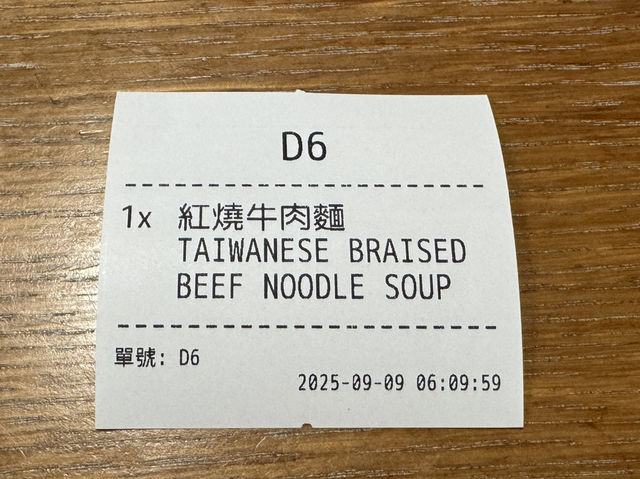 D6
1x 紅燒牛肉麵
TAIWANESE BRAISED
BEEF NOODLE SOUP
單號: D6
2025-09-09 06:09:59